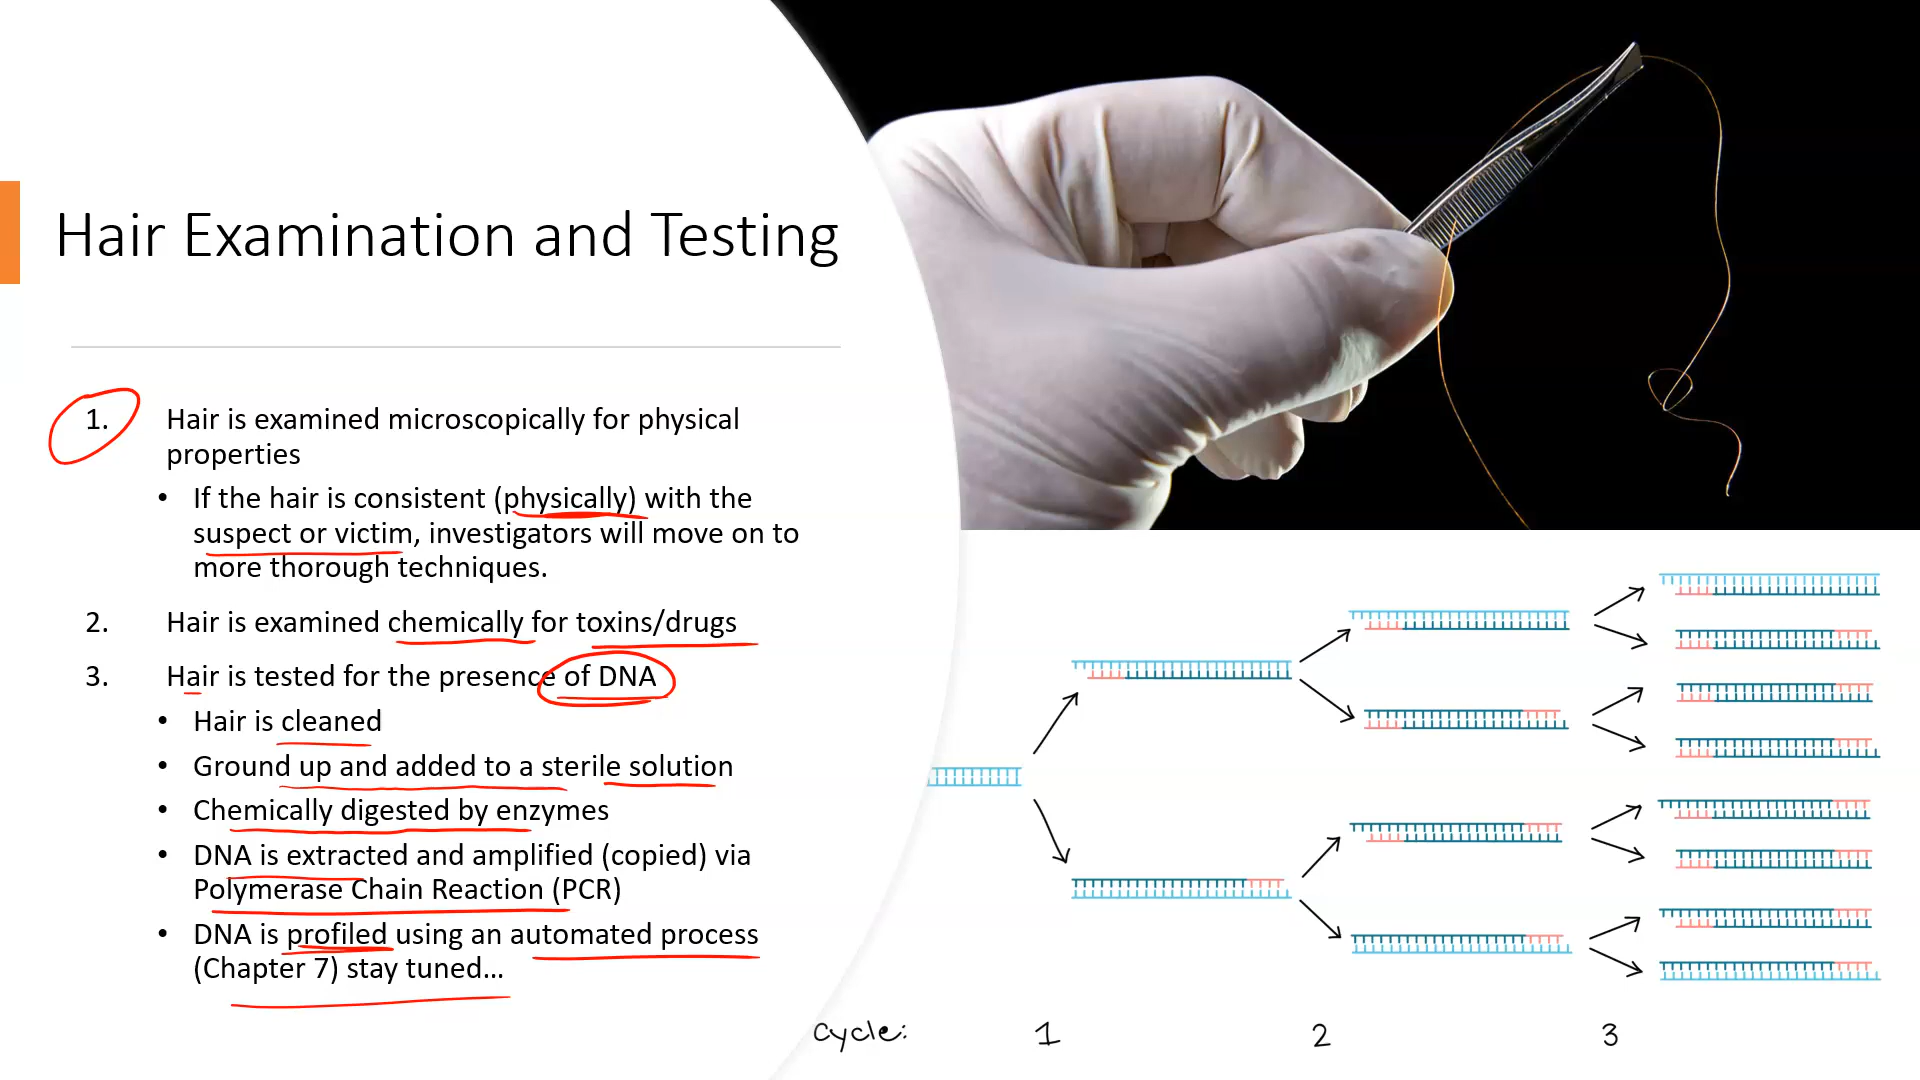 Hair Examination and Testing
1. Hair is examined microscopically for physical
properties
• If the hair is consistent (physically) with the
suspect or victim, investigators will move on to
more thorough techniques.
2. Hair is examined chemically for toxins/drugs
3. Hair is tested for the presence of DNA
• Hair is cleaned
• Ground up and added to a sterile solution
• Chemically digested by enzymes
• DNA is extracted and amplified (copied) via
Polymerase Chain Reaction (PCR)
• DNA is profiled using an automated process
(Chapter 7) stay tuned...
cycle: 1 2 3